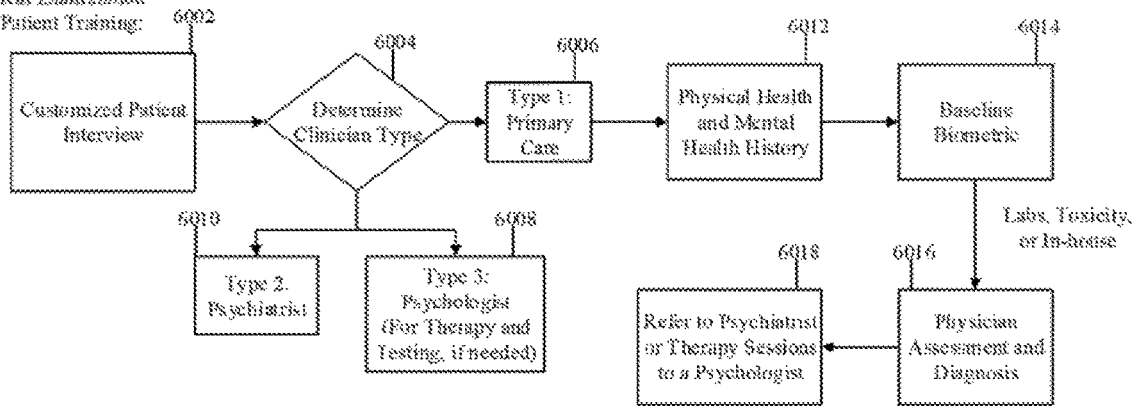 Patient Training:
6002
6004
6006
6012
6014
Customized Patient
Interview
Determine
Clinician Type
Type 1:
Primary
Care
Physical Health
and Mental
Health History
Baseline
Biometric
Labs, Toxicity,
or In-house
6010
6008
6018
6016
Type 2.
Psychiatrist
Type 3:
Psychologist
(For Therapy and
Testing, if needed)
Refer to Psychiatrist
or Therapy Sessions
to a Psychologist
Physician
Assessment and
Diagnosis